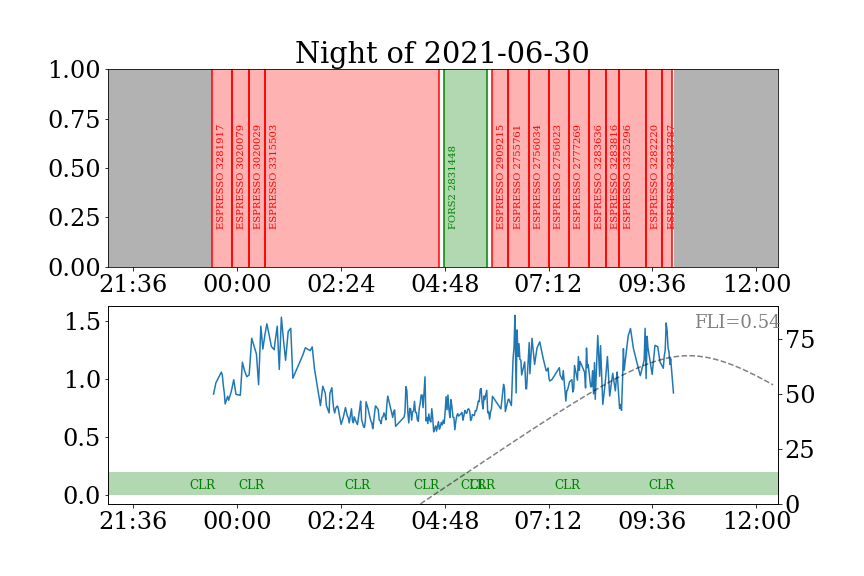 Night of 2021-06-30
1.00
0.75
0.50
0.25
0.00
ESPRESSO 3281917
ESPRESSO 3020079
ESPRESSO 3020029
ESPRESSO 3315503
FORS2 2831448
ESPRESSO 2909215
ESPRESSO 2755761
ESPRESSO 2756034
ESPRESSO 2756023
ESPRESSO 2777269
ESPRESSO 3283636
ESPRESSO 3283816
ESPRESSO 3325296
ESPRESSO 3282220
ESPRESSO 3233787
21:36 00:00 02:24 04:48 07:12 09:36 12:00
FLI=0.54
1.5
1.0
0.5
0.0
75
50
25
0
CLR CLR CLR CLR CLR CLR CLR CLR
21:36 00:00 02:24 04:48 07:12 09:36 12:00